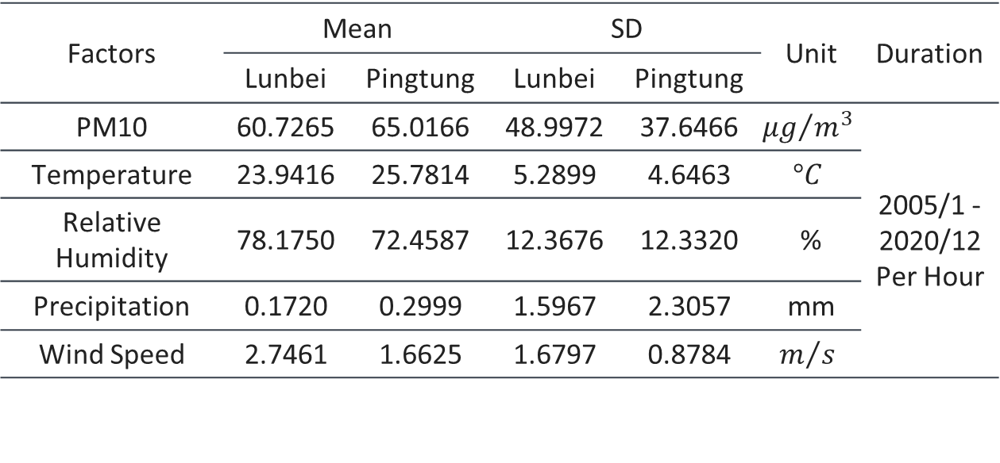 Factors Mean SD Unit Duration
Lunbei Pingtung Lunbei Pingtung
PM10 60.7265 65.0166 48.9972 37.6466 μg/m³
Temperature 23.9416 25.7814 5.2899 4.6463 °C
Relative Humidity 78.1750 72.4587 12.3676 12.3320 %
Precipitation 0.1720 0.2999 1.5967 2.3057 mm
Wind Speed 2.7461 1.6625 1.6797 0.8784 m/s
2005/1 -
2020/12
Per Hour